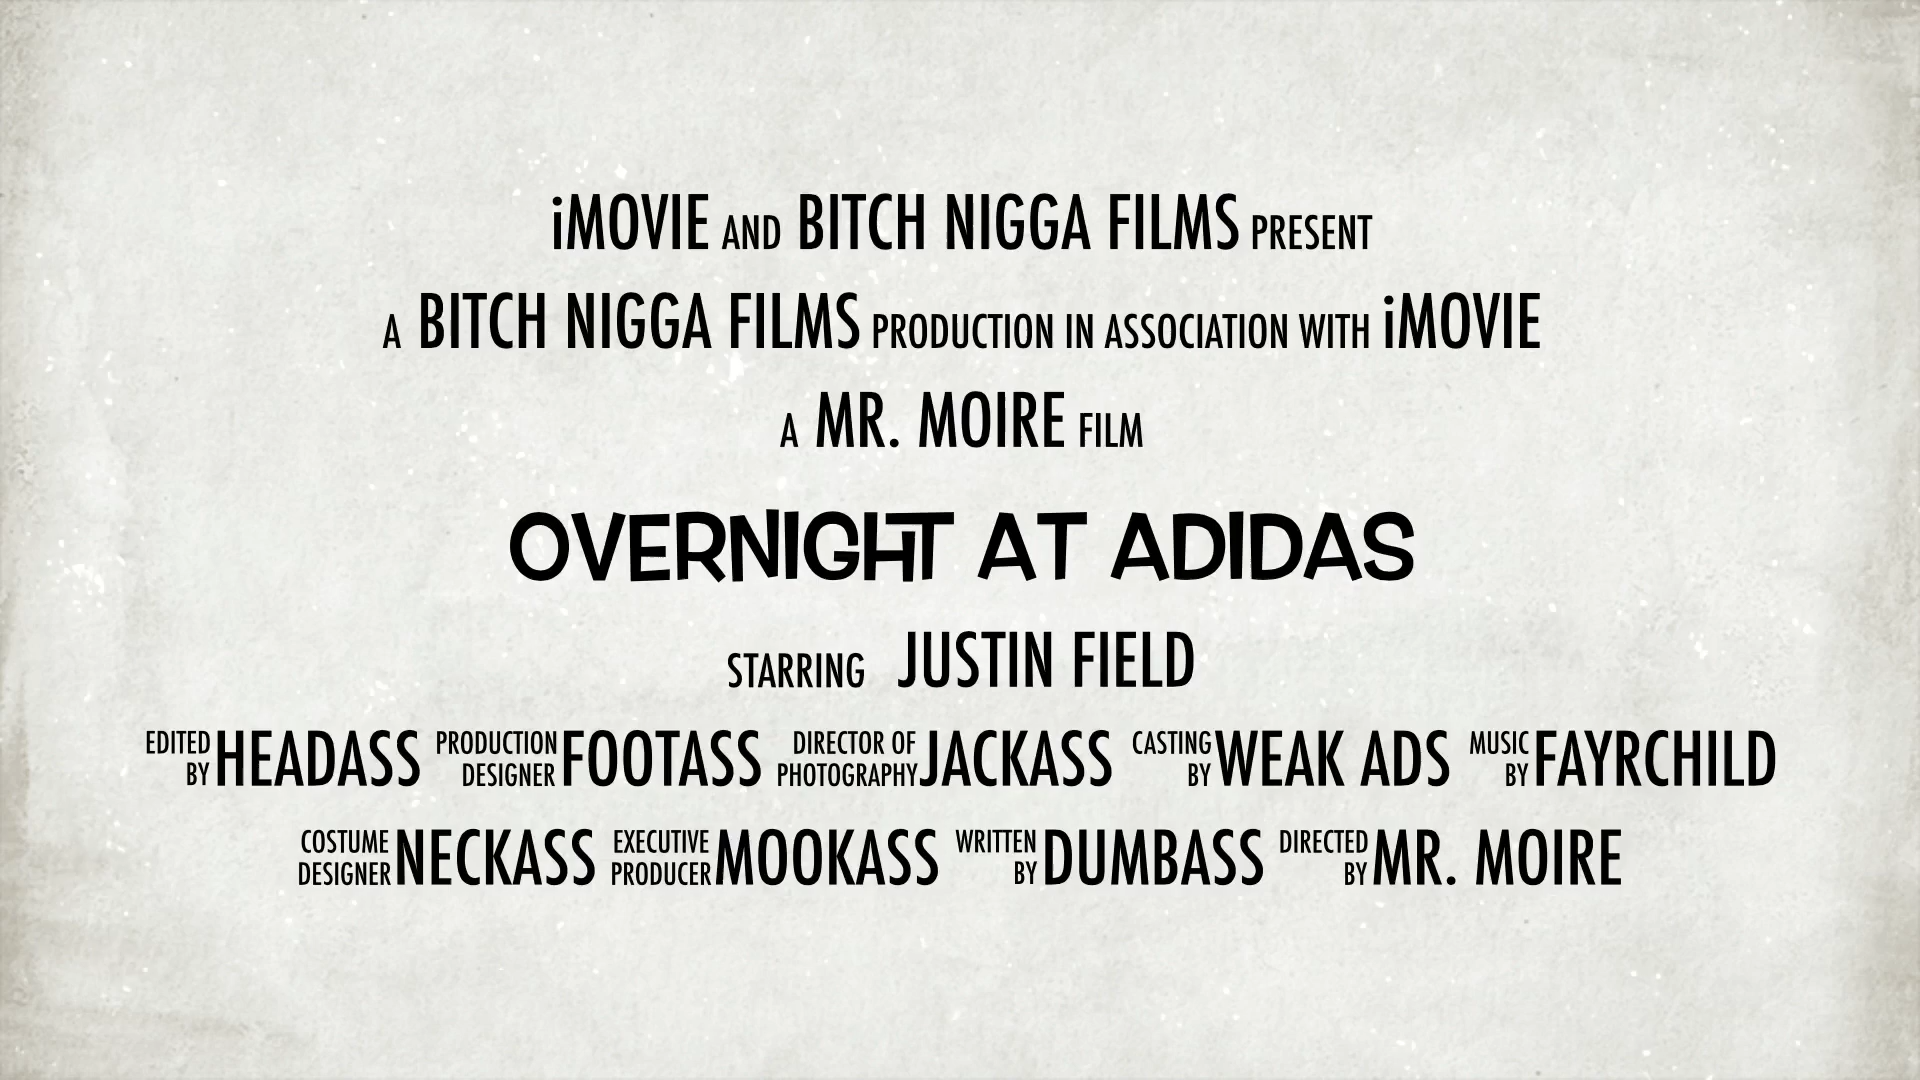 iMOVIE AND BITCH NIGGA FILMS PRESENT
A BITCH NIGGA FILMS PRODUCTION IN ASSOCIATION WITH iMOVIE
A MR. MOIRE FILM
OVERNIGHT AT ADIDAS
STARRING JUSTIN FIELD
EDITED BY HEADASS PRODUCTION DESIGNER FOOTASS DIRECTOR OF PHOTOGRAPHY JACKASS CASTING BY WEAK ADS MUSIC BY FAYRCHILD
COSTUME DESIGNER NECKASS EXECUTIVE PRODUCER MOOKASS WRITTEN BY DUMBASS DIRECTED BY MR. MOIRE